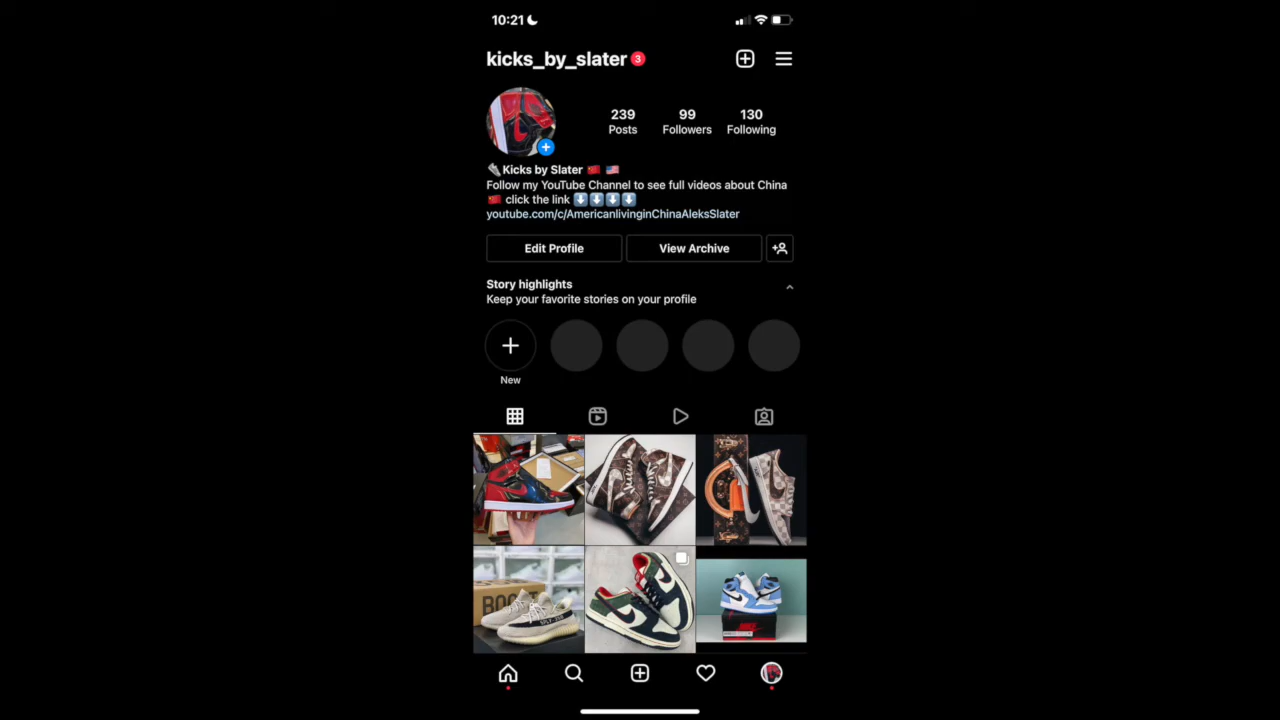 10:21
kicks_by_slater 3
239 99 130
Posts Followers Following
Kicks by Slater 🇨🇳 🇺🇸
Follow my YouTube Channel to see full videos about China
🇨🇳 click the link ⬇️⬇️⬇️⬇️
youtube.com/c/AmericanlivinginChinaAleksSlater
Edit Profile View Archive
Story highlights
Keep your favorite stories on your profile
New
BOOST